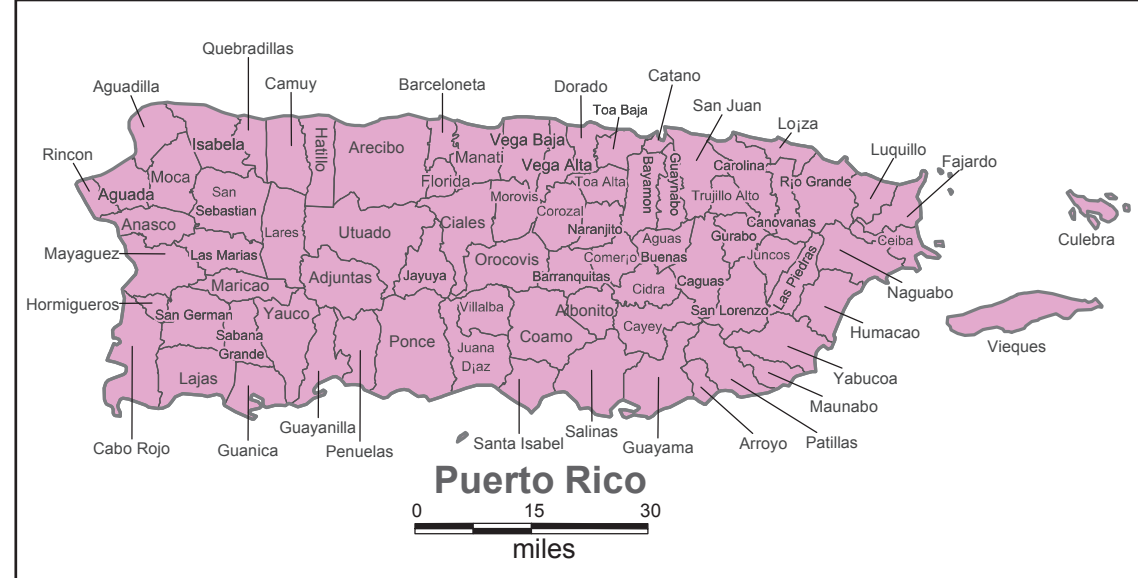 Quebradillas
Catano
Aguadilla
Camuy
Barceloneta
Dorado
San Juan
Toa Baja
Lo¡za
Rincon
Isabela
Hatillo
Arecibo
Vega Baja
Luquillo
Fajardo
Moca
Manati
Vega Alta
Bayamon
Guaynabo
Carolina
Aguada
San
Sebastian
Florida
Toa Alta
Trujillo Alto
R¡o Grande
Morovis
Anasco
Lares
Utuado
Ciales
Corozal
Naranjito
Canovanas
Culebra
Mayaguez
Las Marias
Aguas
Buenas
Gurabo
Ceiba
Orocovis
Comer¡o
Juncos
Las Piedras
Maricao
Adjuntas
Jayuya
Barranquitas
Cidra
Caguas
Naguabo
Hormigueros
San German
Yauco
Villalba
Albonito
San Lorenzo
Humacao
Sabana
Grande
Ponce
Coamo
Cayey
Vieques
Juana
D¡az
Lajas
Yabucoa
Maunabo
Cabo Rojo
Guanica
Guayanilla
Penuelas
Santa Isabel
Salinas
Guayama
Arroyo
Patillas
Puerto Rico
0 15 30
miles